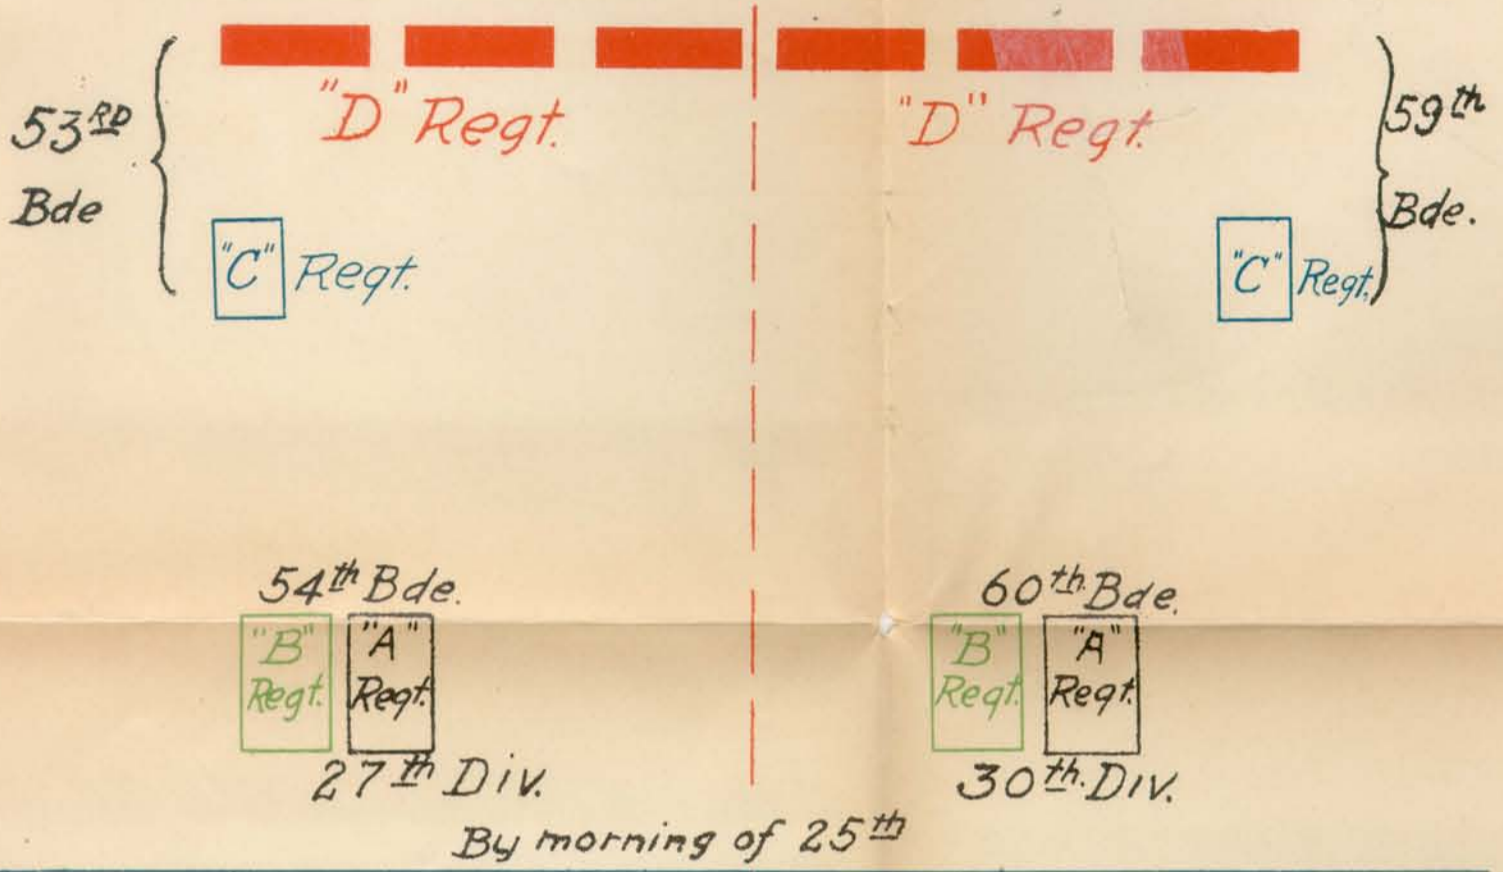 53RD
Bde
"D" Regt.
"C" Regt.
"D" Regt.
59th
Bde.
"C" Regt.
54th Bde.
"B"
Regt.
"A"
Regt.
27th Div.
60th. Bde.
"B"
Regt.
"A"
Regt.
30th. Div.
By morning of 25th